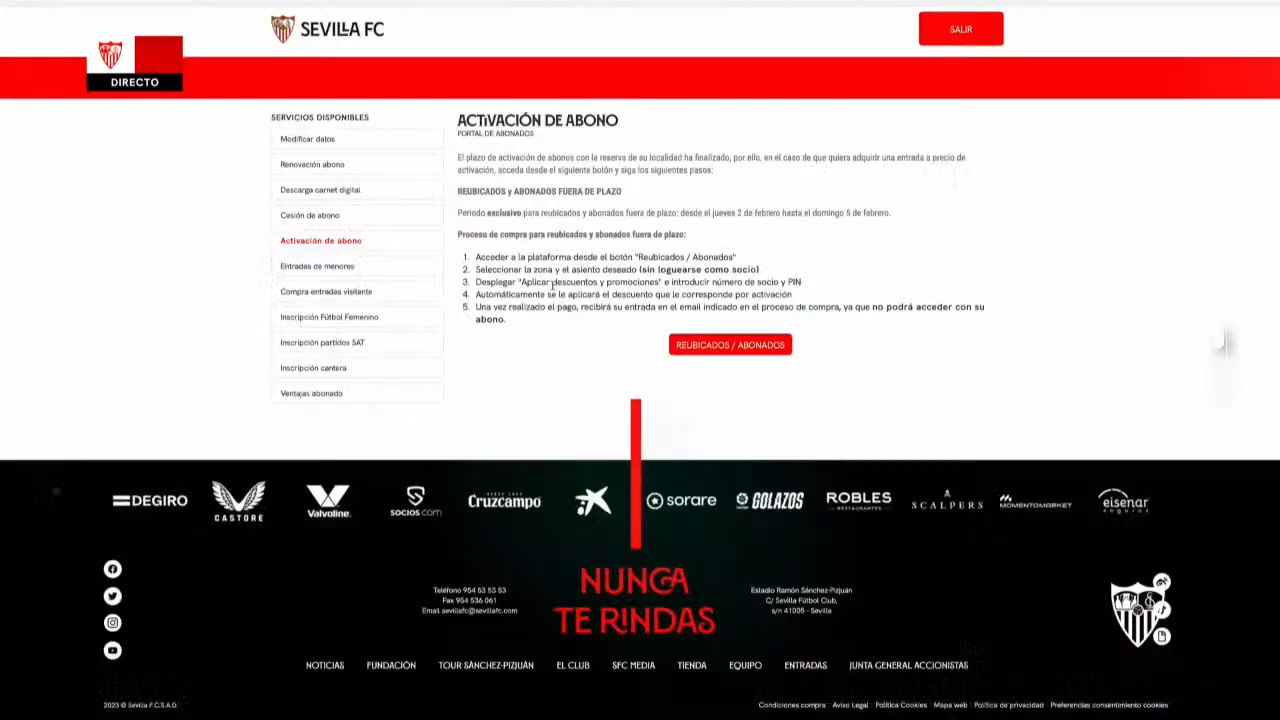 SEVILLA FC
SALIR
DIRECTO
SERVICIOS DISPONIBLES
Modificar datos
Renovación abono
Descarga carnet digital
Cesión de abono
Activación de abono
Entradas de menores
Compra entradas visitante
Inscripción Fútbol Femenino
Inscripción partidos SAT
Inscripción cantera
Ventajas abonado
ACTIVACIÓN DE ABONO
PORTAL DE ABONADOS
El plazo de activación de abonos con la reserva de su localidad ha finalizado, por ello, en el caso de que quiera adquirir una entrada a precio de
activación, acceda desde el siguiente botón y siga los siguientes pasos:
REUBICADOS y ABONADOS FUERA DE PLAZO
Periodo exclusivo para reubicados y abonados fuera de plazo: desde el jueves 2 de febrero hasta el domingo 5 de febrero.
Proceso de compra para reubicados y abonados fuera de plazo:
1. Acceder a la plataforma desde el botón "Reubicados / Abonados"
2. Seleccionar la zona y el asiento deseado (sin loguearse como socio)
3. Desplegar "Aplicar descuentos y promociones" e introducir número de socio y PIN
4. Automáticamente se le aplicará el descuento que le corresponde por activación
5. Una vez realizado el pago, recibirá su entrada en el email indicado en el proceso de compra, ya que no podrá acceder con su
abono.
REUBICADOS / ABONADOS
DEGIRO
CASTORE
Valvoline
SOCIOS.COM
Cruzcampo
sorare
GOLAZOS
ROBLES
RESTAURANTES
SCALPERS
MOMENTOMARKET
eisenar
seguros
NUNCA
TE RINDAS
Teléfono 954 53 53 53
Fax 954 536 061
Email sevillafc@sevillafc.com
Estadio Ramón Sánchez-Pizjuán
C/ Sevilla Fútbol Club,
s/n 41005 - Sevilla
NOTICIAS
FUNDACIÓN
TOUR SÁNCHEZ-PIZJUÁN
EL CLUB
SFC MEDIA
TIENDA
EQUIPO
ENTRADAS
JUNTA GENERAL ACCIONISTAS
2023 © Sevilla F.C.S.A.D.
Condiciones compra
Aviso Legal
Política Cookies
Mapa web
Política de privacidad
Preferencias consentimiento cookies